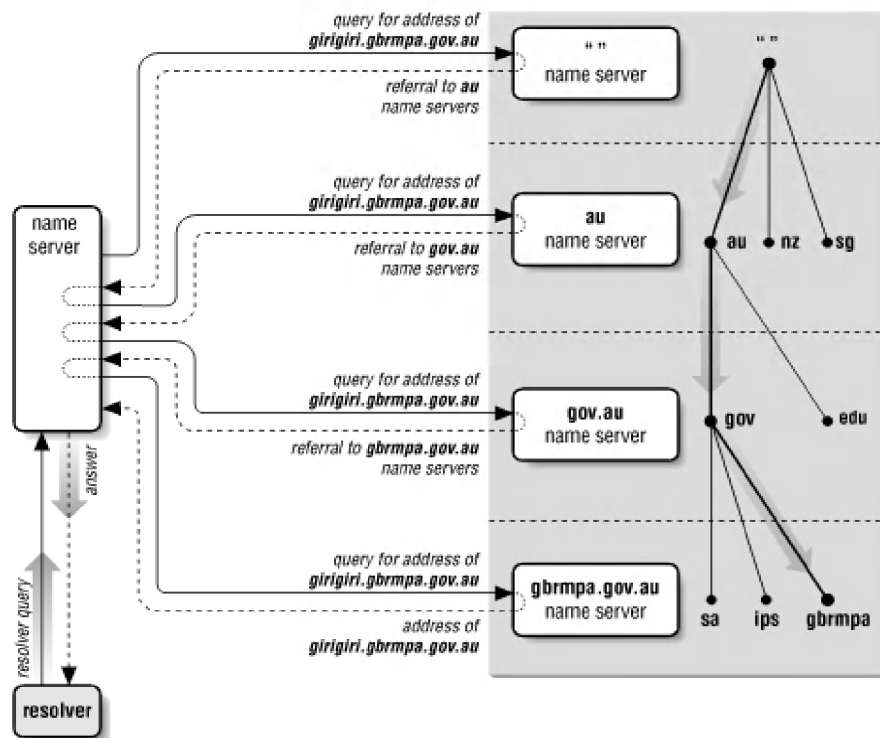 query for address of
girigiri.gbrmpa.gov.au
“ ”
name server
“ ”
referral to au
name servers
query for address of
girigiri.gbrmpa.gov.au
name
server
au
name server
au
nz
sg
referral to gov.au
name servers
query for address of
girigiri.gbrmpa.gov.au
gov.au
name server
gov
edu
referral to gbrmpa.gov.au
name servers
answer
resolver query
query for address of
girigiri.gbrmpa.gov.au
gbrmpa.gov.au
name server
sa
ips
gbrmpa
address of
girigiri.gbrmpa.gov.au
resolver